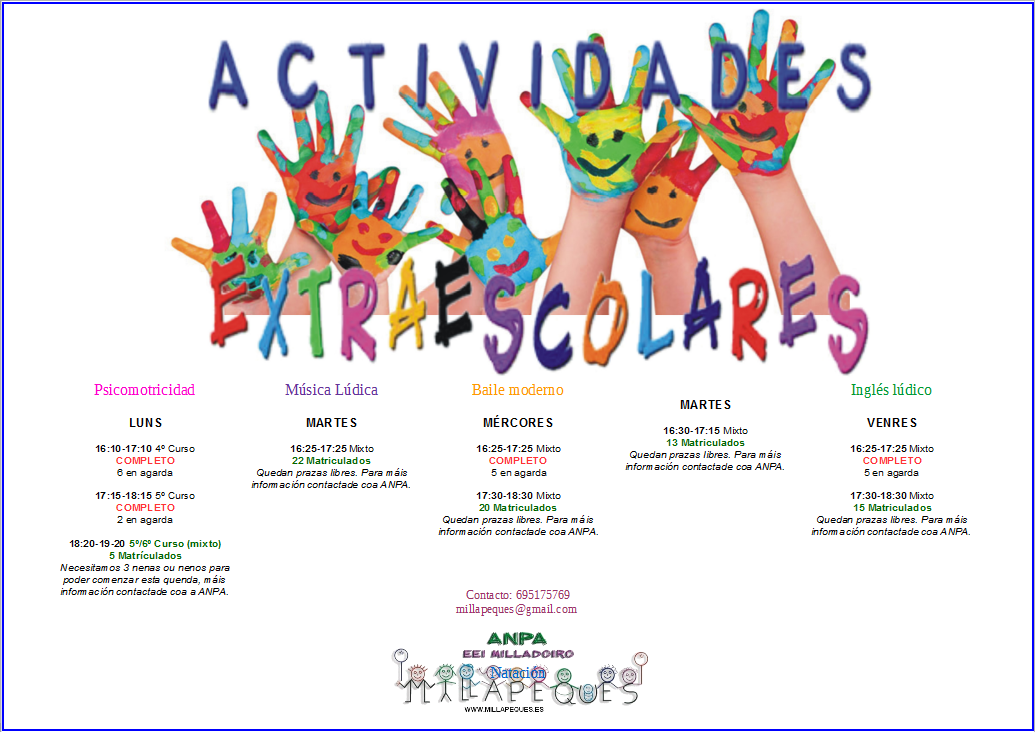 ACTIVIDADES
EXTRAESCOLARES
Psicomotricidad
LUNS
16:10-17:10 4º Curso
COMPLETO
6 en agarda
17:15-18:15 5º Curso
COMPLETO
2 en agarda
18:20-19-20 5º/6º Curso (mixto)
5 Matrículados
Necesitamos 3 nenas ou nenos para
poder comenzar esta quenda, máis
información contactade coa a ANPA.
Música Lúdica
MARTES
16:25-17:25 Mixto
22 Matriculados
Quedan prazas libres. Para máis
información contactade coa ANPA.
Baile moderno
MÉRCORES
16:25-17:25 Mixto
COMPLETO
5 en agarda
17:30-18:30 Mixto
20 Matriculados
Quedan prazas libres. Para máis
información contactade coa ANPA.
MARTES
16:30-17:15 Mixto
13 Matriculados
Quedan prazas libres. Para máis
información contactade coa ANPA.
Inglés lúdico
VENRES
16:25-17:25 Mixto
COMPLETO
5 en agarda
17:30-18:30 Mixto
15 Matriculados
Quedan prazas libres. Para máis
información contactade coa ANPA.
Contacto: 695175769
millapeques@gmail.com
ANPA
EEI MILLADOIRO
Natación
MILLAPEQUES
WWW.MILLAPEQUES.ES